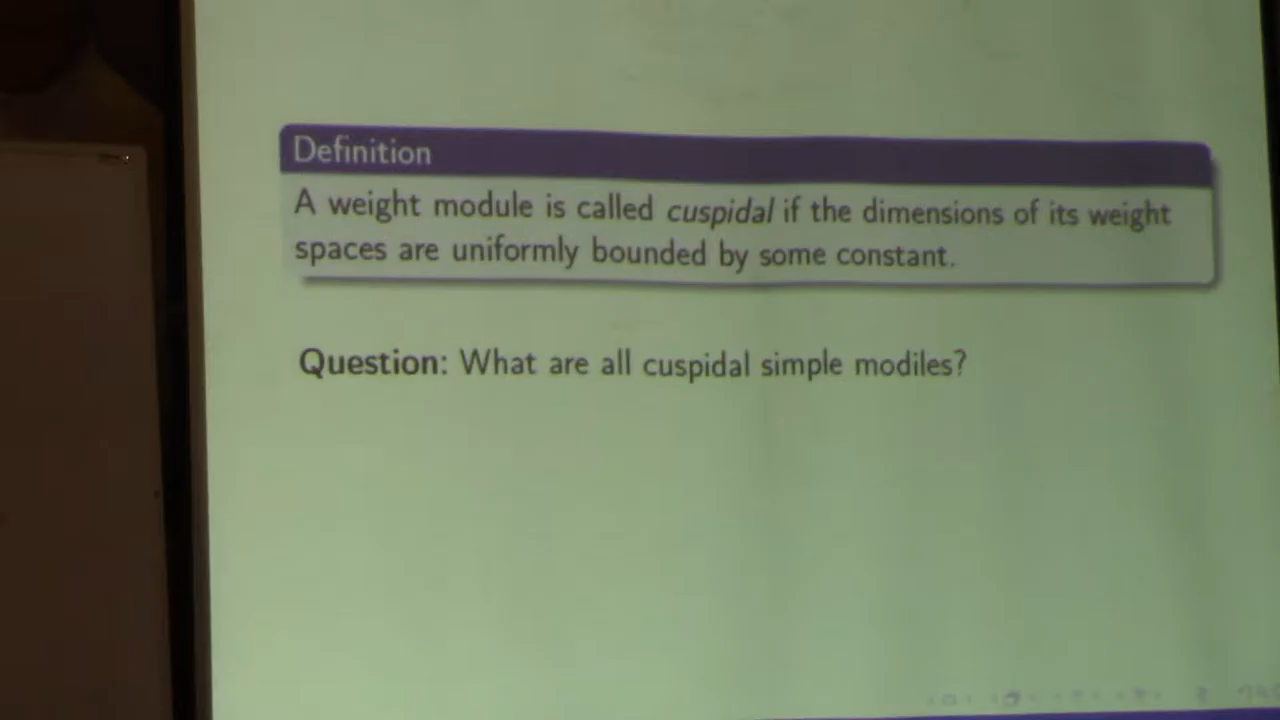 Definition
A weight module is called cuspidal if the dimensions of its weight
spaces are uniformly bounded by some constant.
Question: What are all cuspidal simple modiles?